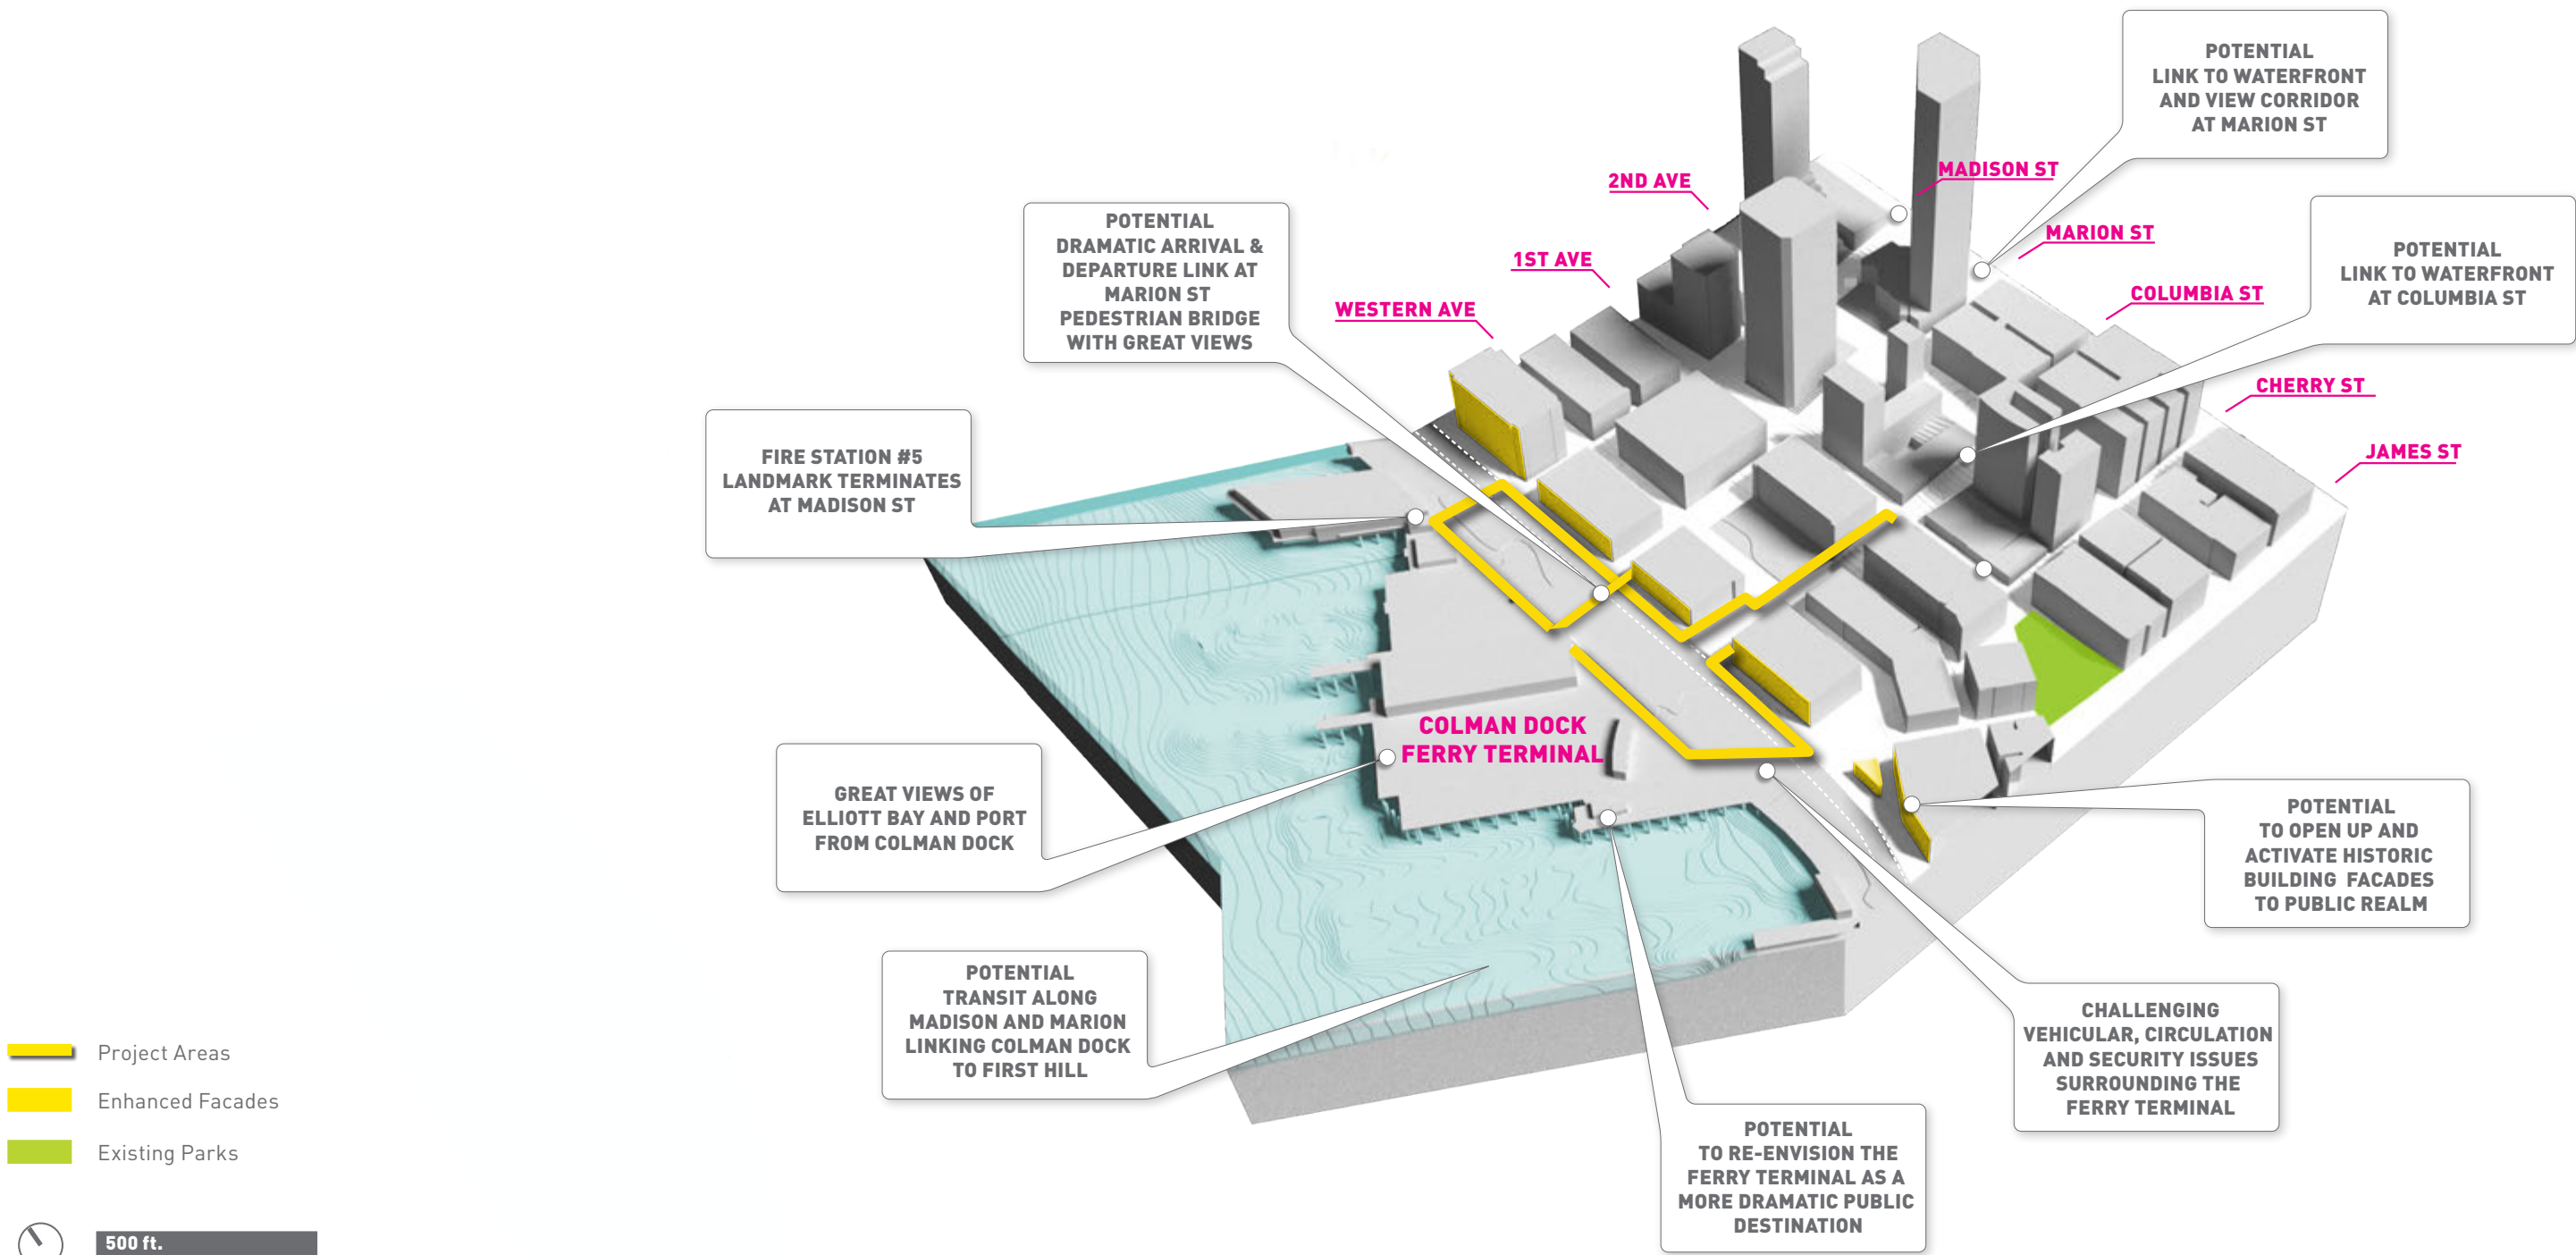 POTENTIAL
LINK TO WATERFRONT
AND VIEW CORRIDOR
AT MARION ST
2ND AVE
MADISON ST
MARION ST
1ST AVE
COLUMBIA ST
WESTERN AVE
CHERRY ST
JAMES ST
POTENTIAL
LINK TO WATERFRONT
AT COLUMBIA ST
POTENTIAL
DRAMATIC ARRIVAL &
DEPARTURE LINK AT
MARION ST
PEDESTRIAN BRIDGE
WITH GREAT VIEWS
FIRE STATION #5
LANDMARK TERMINATES
AT MADISON ST
COLMAN DOCK
FERRY TERMINAL
GREAT VIEWS OF
ELLIOTT BAY AND PORT
FROM COLMAN DOCK
POTENTIAL
TO OPEN UP AND
ACTIVATE HISTORIC
BUILDING FACADES
TO PUBLIC REALM
POTENTIAL
TRANSIT ALONG
MADISON AND MARION
LINKING COLMAN DOCK
TO FIRST HILL
CHALLENGING
VEHICULAR, CIRCULATION
AND SECURITY ISSUES
SURROUNDING THE
FERRY TERMINAL
POTENTIAL
TO RE-ENVISION THE
FERRY TERMINAL AS A
MORE DRAMATIC PUBLIC
DESTINATION
Project Areas
Enhanced Facades
Existing Parks
500 ft.